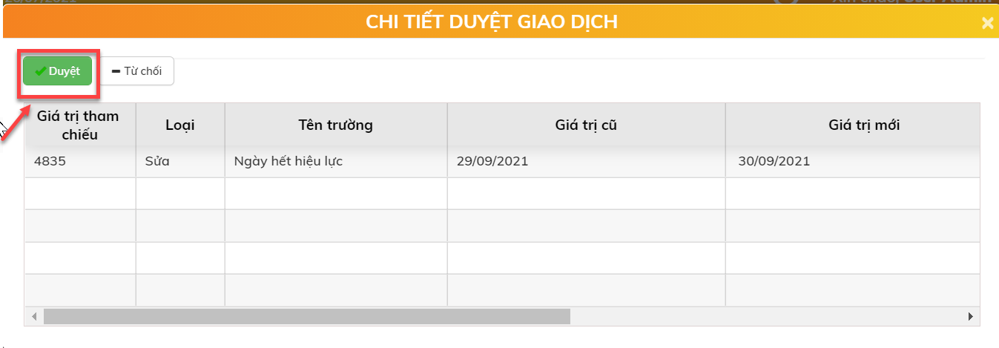 CHI TIẾT DUYỆT GIAO DỊCH
Duyệt
Từ chối
Giá trị tham chiếu Loại Tên trường Giá trị cũ Giá trị mới
4835 Sửa Ngày hết hiệu lực 29/09/2021 30/09/2021